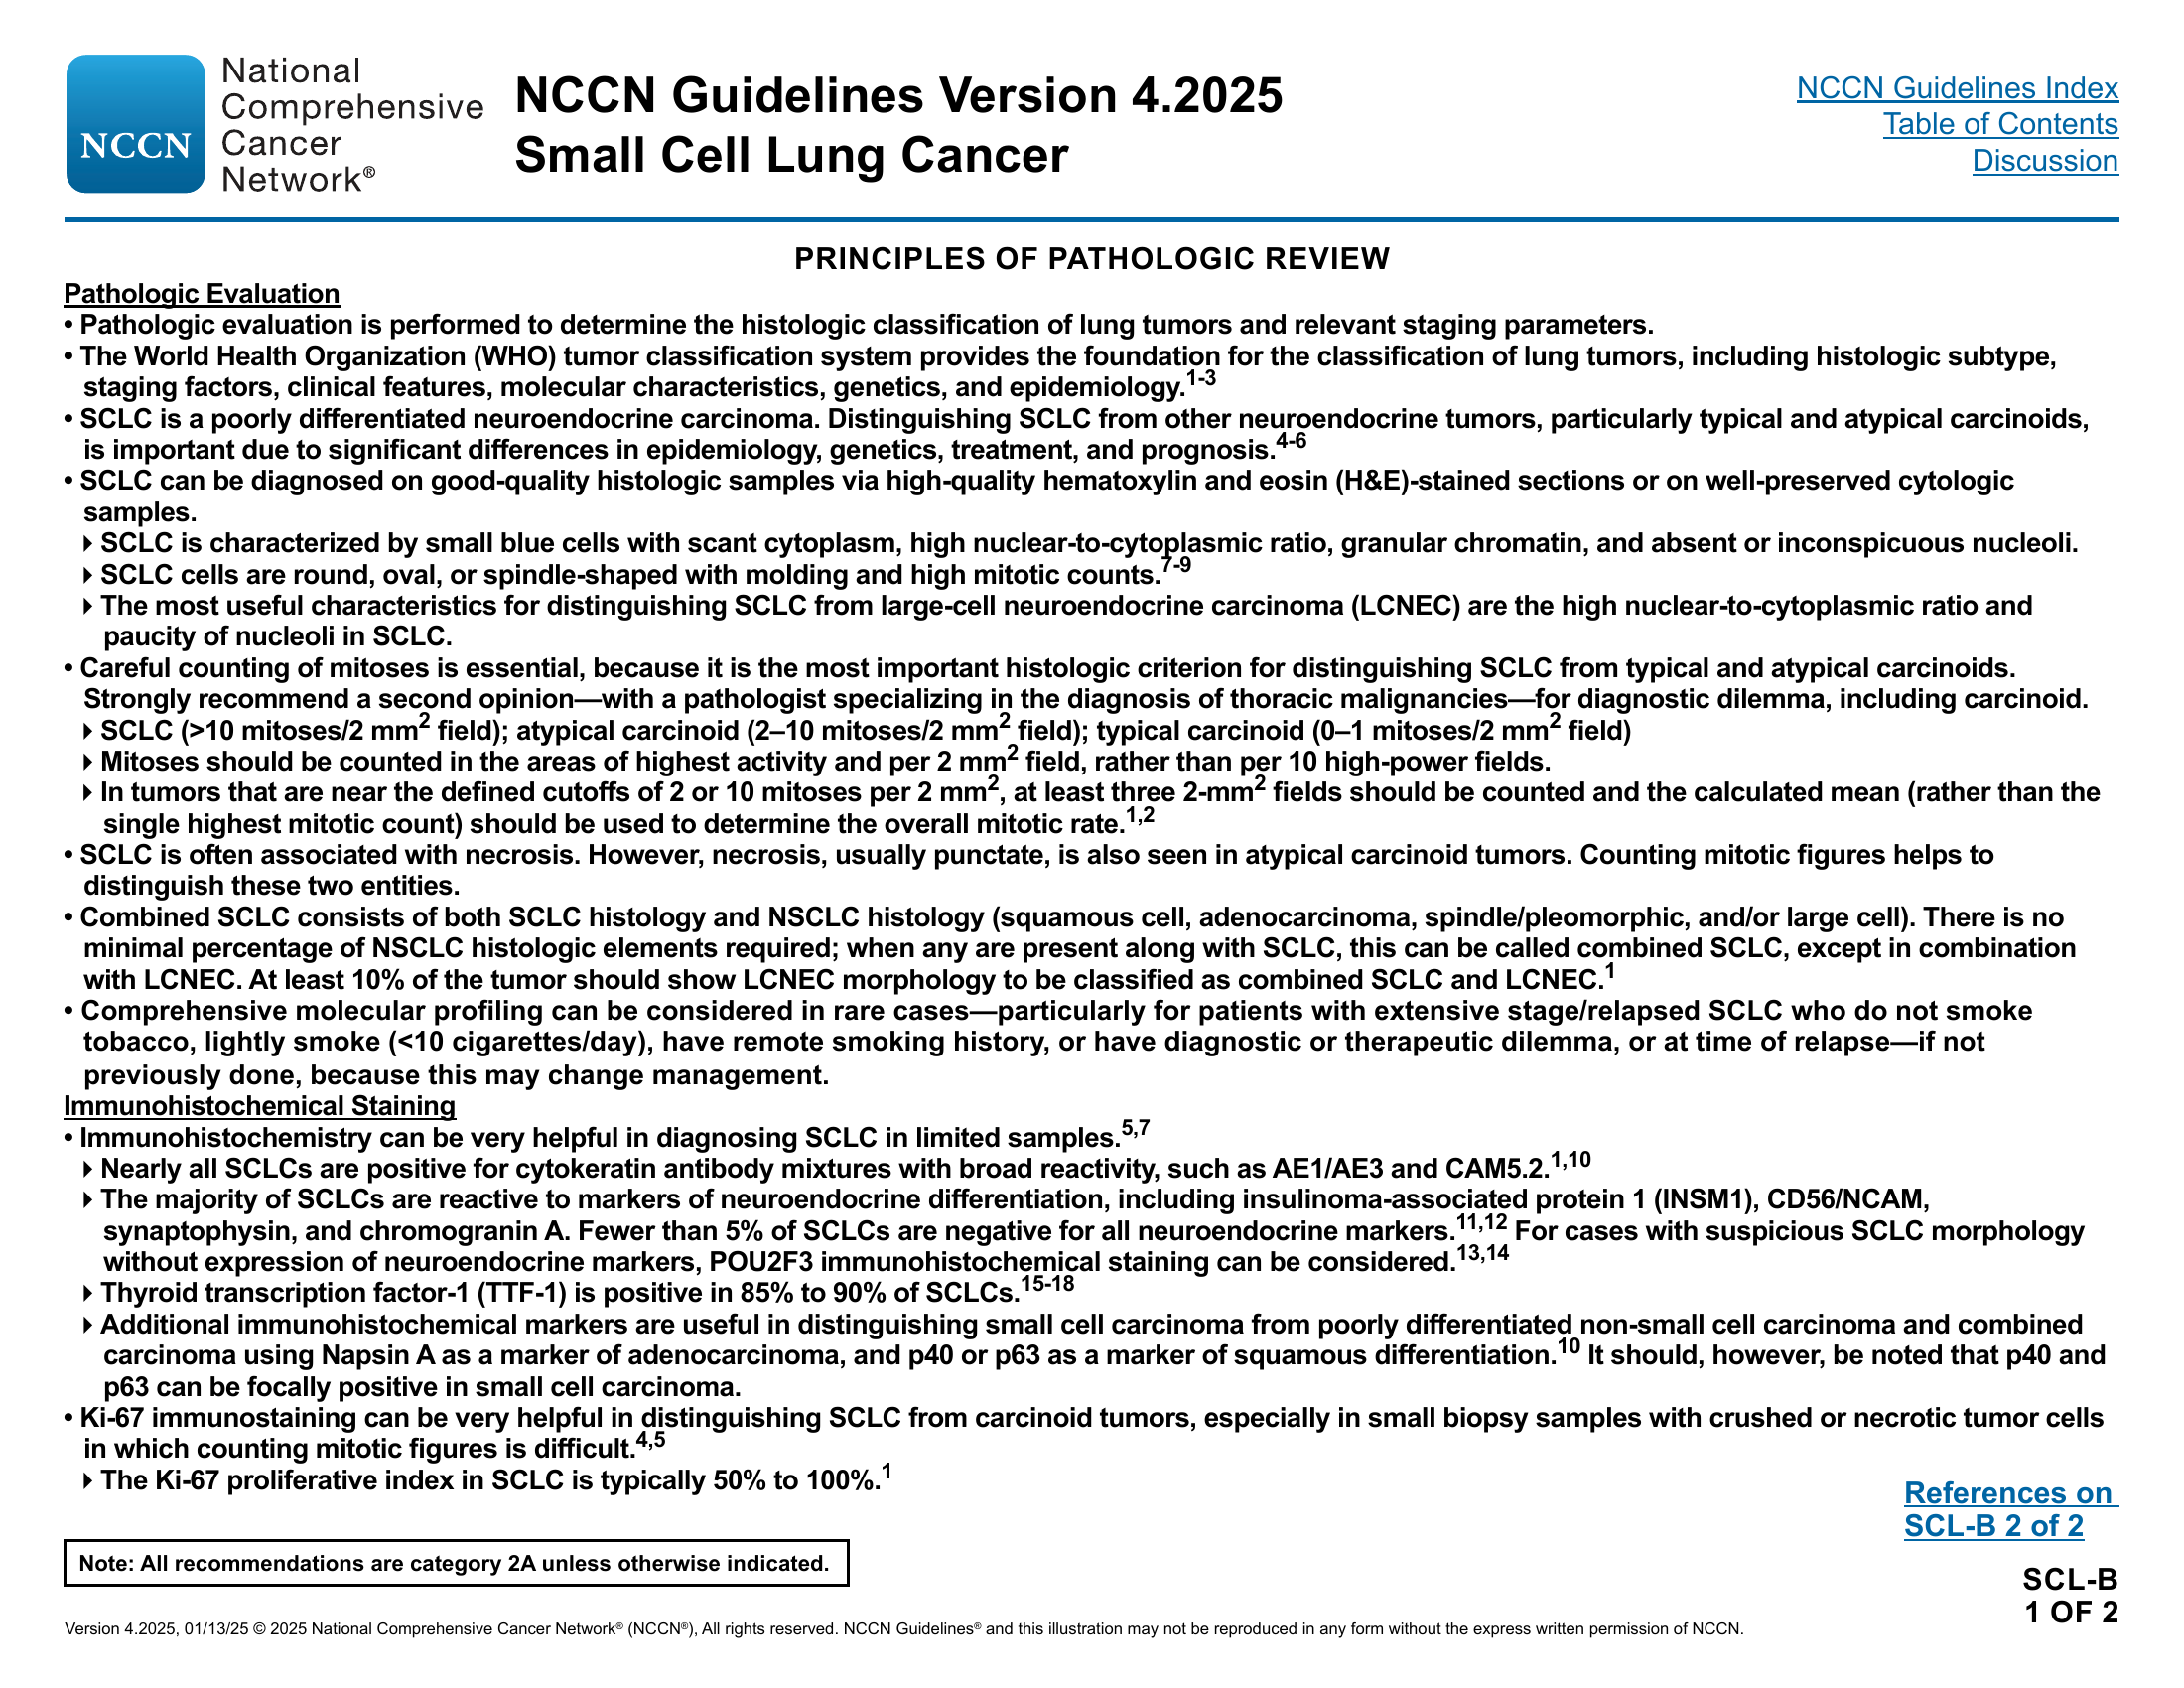 National
Comprehensive
Cancer
Network®
NCCN
NCCN Guidelines Version 4.2025
Small Cell Lung Cancer
NCCN Guidelines Index
Table of Contents
Discussion
PRINCIPLES OF PATHOLOGIC REVIEW
Pathologic Evaluation
• Pathologic evaluation is performed to determine the histologic classification of lung tumors and relevant staging parameters.
• The World Health Organization (WHO) tumor classification system provides the foundation for the classification of lung tumors, including histologic subtype,
staging factors, clinical features, molecular characteristics, genetics, and epidemiology.1-3
• SCLC is a poorly differentiated neuroendocrine carcinoma. Distinguishing SCLC from other neuroendocrine tumors, particularly typical and atypical carcinoids,
is important due to significant differences in epidemiology, genetics, treatment, and prognosis.4-6
• SCLC can be diagnosed on good-quality histologic samples via high-quality hematoxylin and eosin (H&E)-stained sections or on well-preserved cytologic
samples.
▸ SCLC is characterized by small blue cells with scant cytoplasm, high nuclear-to-cytoplasmic ratio, granular chromatin, and absent or inconspicuous nucleoli.
▸ SCLC cells are round, oval, or spindle-shaped with molding and high mitotic counts.7-9
▸ The most useful characteristics for distinguishing SCLC from large-cell neuroendocrine carcinoma (LCNEC) are the high nuclear-to-cytoplasmic ratio and
paucity of nucleoli in SCLC.
• Careful counting of mitoses is essential, because it is the most important histologic criterion for distinguishing SCLC from typical and atypical carcinoids.
Strongly recommend a second opinion—with a pathologist specializing in the diagnosis of thoracic malignancies—for diagnostic dilemma, including carcinoid.
▸ SCLC (>10 mitoses/2 mm2 field); atypical carcinoid (2–10 mitoses/2 mm2 field); typical carcinoid (0–1 mitoses/2 mm2 field)
▸ Mitoses should be counted in the areas of highest activity and per 2 mm2 field, rather than per 10 high-power fields.
▸ In tumors that are near the defined cutoffs of 2 or 10 mitoses per 2 mm2, at least three 2-mm2 fields should be counted and the calculated mean (rather than the
single highest mitotic count) should be used to determine the overall mitotic rate.1,2
• SCLC is often associated with necrosis. However, necrosis, usually punctate, is also seen in atypical carcinoid tumors. Counting mitotic figures helps to
distinguish these two entities.
• Combined SCLC consists of both SCLC histology and NSCLC histology (squamous cell, adenocarcinoma, spindle/pleomorphic, and/or large cell). There is no
minimal percentage of NSCLC histologic elements required; when any are present along with SCLC, this can be called combined SCLC, except in combination
with LCNEC. At least 10% of the tumor should show LCNEC morphology to be classified as combined SCLC and LCNEC.1
• Comprehensive molecular profiling can be considered in rare cases—particularly for patients with extensive stage/relapsed SCLC who do not smoke
tobacco, lightly smoke (<10 cigarettes/day), have remote smoking history, or have diagnostic or therapeutic dilemma, or at time of relapse—if not
previously done, because this may change management.
Immunohistochemical Staining
• Immunohistochemistry can be very helpful in diagnosing SCLC in limited samples.5,7
▸ Nearly all SCLCs are positive for cytokeratin antibody mixtures with broad reactivity, such as AE1/AE3 and CAM5.2.1,10
▸ The majority of SCLCs are reactive to markers of neuroendocrine differentiation, including insulinoma-associated protein 1 (INSM1), CD56/NCAM,
synaptophysin, and chromogranin A. Fewer than 5% of SCLCs are negative for all neuroendocrine markers.11,12 For cases with suspicious SCLC morphology
without expression of neuroendocrine markers, POU2F3 immunohistochemical staining can be considered.13,14
▸ Thyroid transcription factor-1 (TTF-1) is positive in 85% to 90% of SCLCs.15-18
▸ Additional immunohistochemical markers are useful in distinguishing small cell carcinoma from poorly differentiated non-small cell carcinoma and combined
carcinoma using Napsin A as a marker of adenocarcinoma, and p40 or p63 as a marker of squamous differentiation.10 It should, however, be noted that p40 and
p63 can be focally positive in small cell carcinoma.
• Ki-67 immunostaining can be very helpful in distinguishing SCLC from carcinoid tumors, especially in small biopsy samples with crushed or necrotic tumor cells
in which counting mitotic figures is difficult.4,5
▸ The Ki-67 proliferative index in SCLC is typically 50% to 100%.1
References on
SCL-B 2 of 2
Note: All recommendations are category 2A unless otherwise indicated.
SCL-B
1 OF 2
Version 4.2025, 01/13/25 © 2025 National Comprehensive Cancer Network® (NCCN®), All rights reserved. NCCN Guidelines® and this illustration may not be reproduced in any form without the express written permission of NCCN.